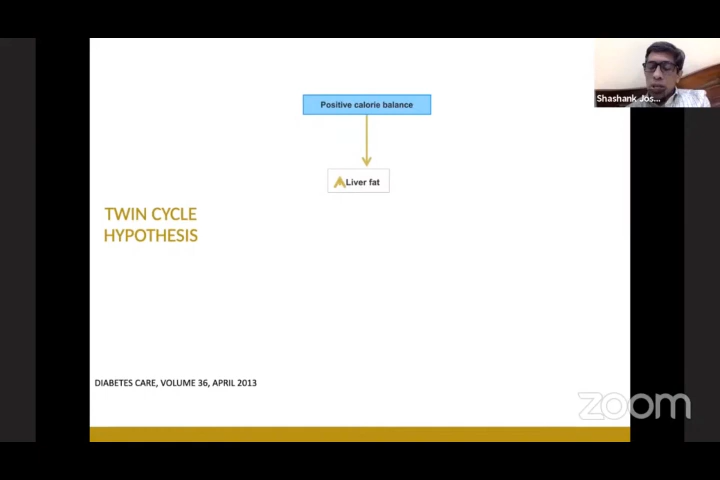 Positive calorie balance
Shashank Jos...
Liver fat
TWIN CYCLE
HYPOTHESIS
DIABETES CARE, VOLUME 36, APRIL 2013
zoom